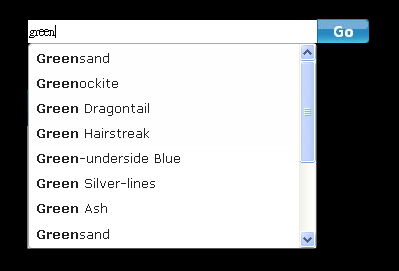 green
Go
Greensand
Greenockite
Green Dragontail
Green Hairstreak
Green-underside Blue
Green Silver-lines
Green Ash
Greensand